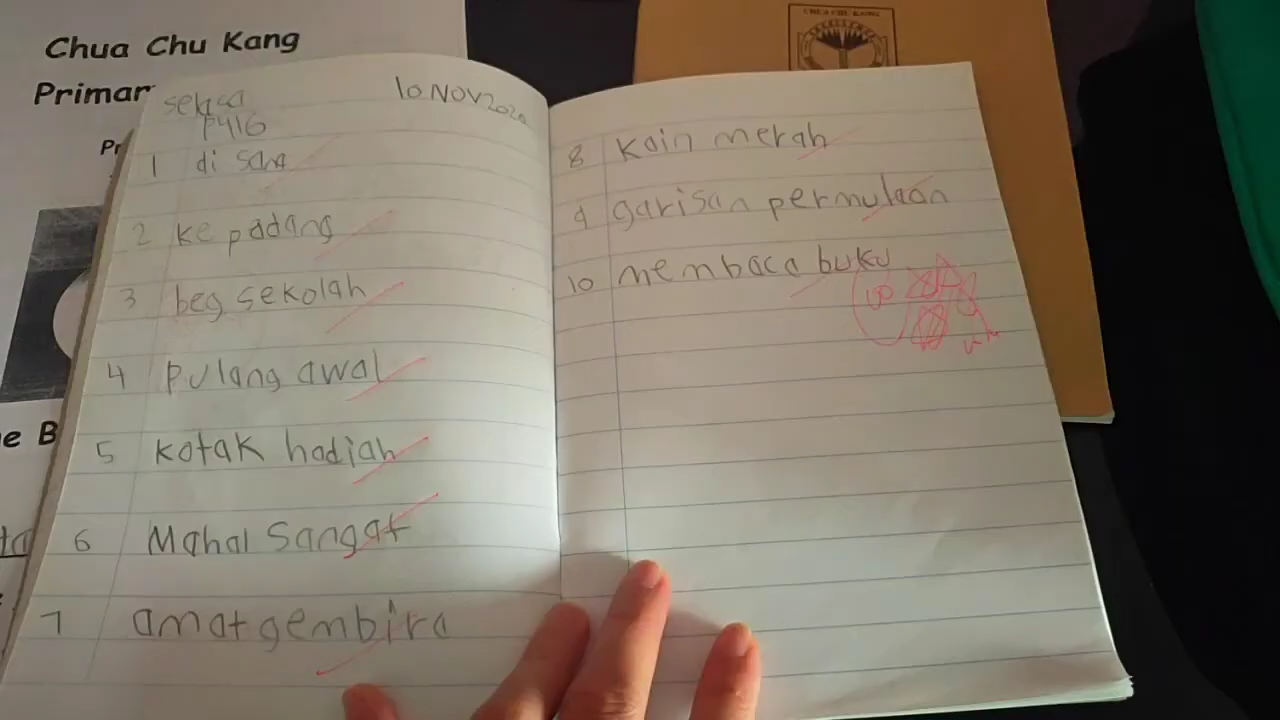 Chua Chu Kang
Primar
Pr
CHUA CHU KANG
e B
selasa
P416
10 NOV 2020
1 di sana
2 ke padang
3 beg sekolah
4 pulang awal
5 kotak hadiah
6 Mahal Sangat
7 amat gembira
8 kain merah
9 garisan permulaan
10 membaca buku